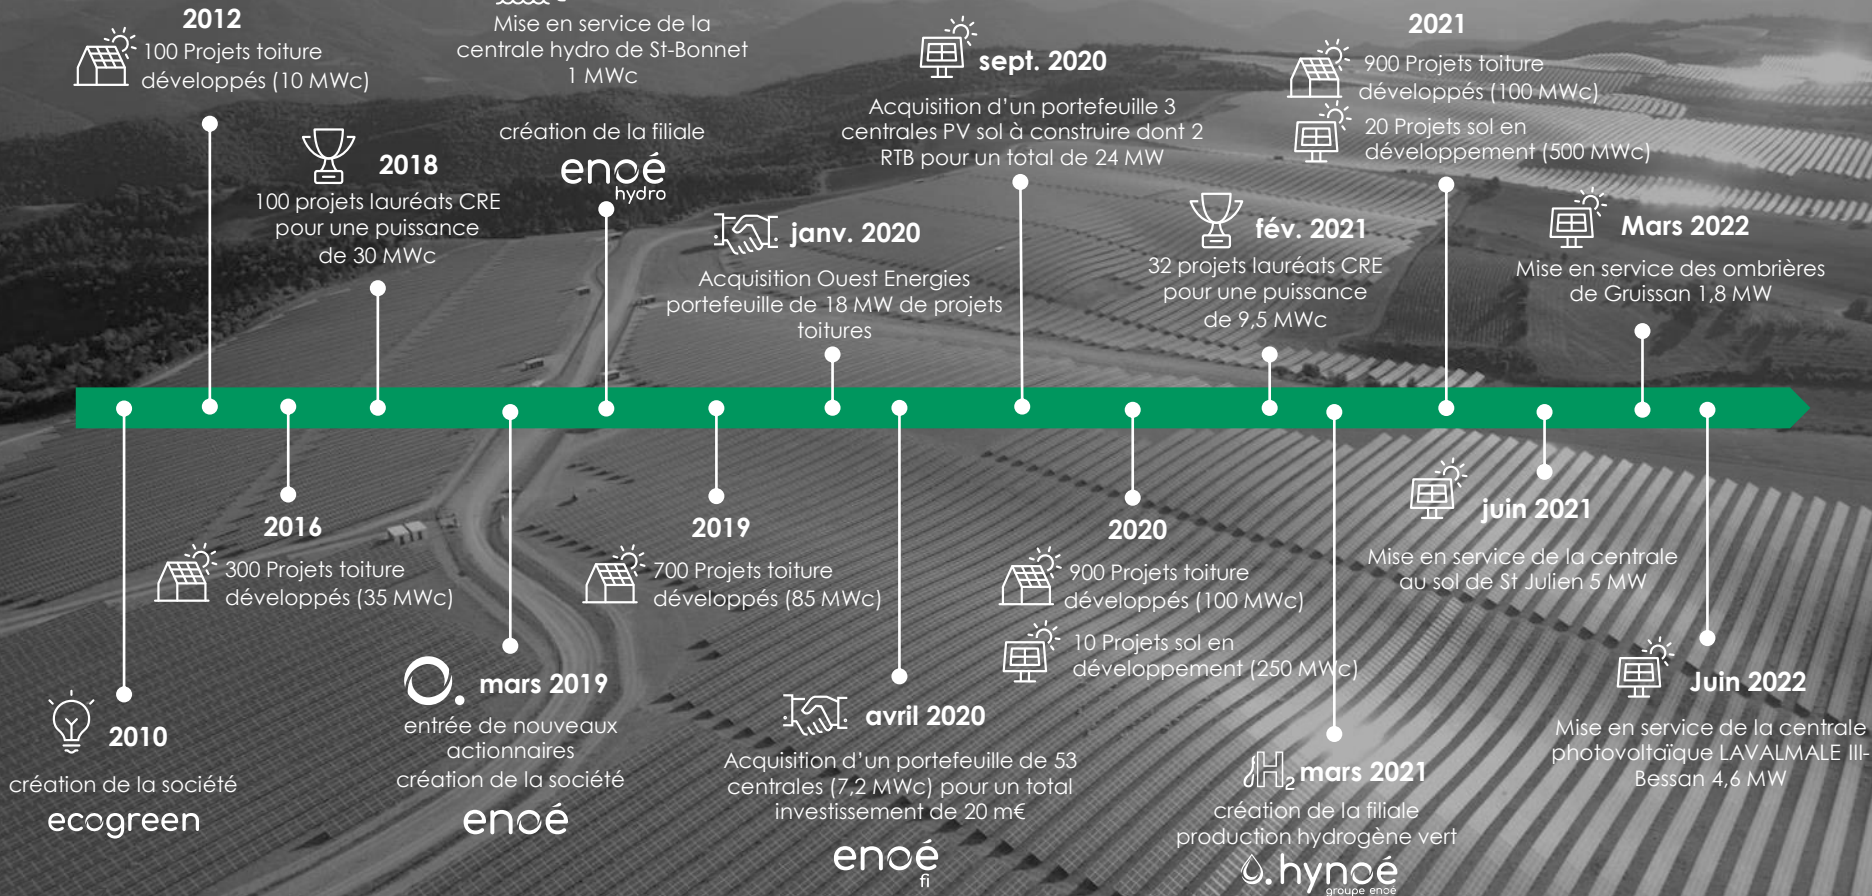 2012
100 Projets toiture
développés (10 MWc)
Mise en service de la
centrale hydro de St-Bonnet
1 MWc
création de la filiale
enoé
hydro
sept. 2020
Acquisition d'un portefeuille 3
centrales PV sol à construire dont 2
RTB pour un total de 24 MW
2021
900 Projets toiture
développés (100 MWc)
20 Projets sol en
développement (500 MWc)
2018
100 projets lauréats CRE
pour une puissance
de 30 MWc
janv. 2020
Acquisition Ouest Energies
portefeuille de 18 MW de projets
toitures
fév. 2021
32 projets lauréats CRE
pour une puissance
de 9,5 MWc
Mars 2022
Mise en service des ombrières
de Gruissan 1,8 MW
2016
300 Projets toiture
développés (35 MWc)
2019
700 Projets toiture
développés (85 MWc)
2020
900 Projets toiture
développés (100 MWc)
10 Projets sol en
développement (250 MWc)
juin 2021
Mise en service de la centrale
au sol de St Julien 5 MW
2010
création de la société
ecogreen
mars 2019
entrée de nouveaux
actionnaires
création de la société
enoé
avril 2020
Acquisition d'un portefeuille de 53
centrales (7,2 MWc) pour un total
investissement de 20 m€
enoé
fi
H2 mars 2021
création de la filiale
production hydrogène vert
hynoé
groupe enoé
Juin 2022
Mise en service de la centrale
photovoltaïque LAVALMALE III-
Bessan 4,6 MW